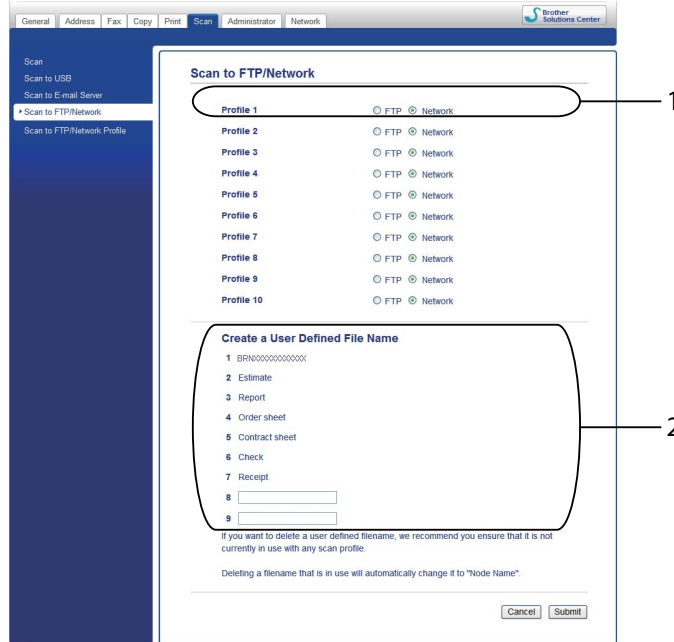 General Address Fax Copy Print Scan Administrator Network
Brother
Solutions Center
Scan
Scan to USB
Scan to E-mail Server
Scan to FTP/Network
Scan to FTP/Network Profile
Scan to FTP/Network
Profile 1 FTP Network
Profile 2 FTP Network
Profile 3 FTP Network
Profile 4 FTP Network
Profile 5 FTP Network
Profile 6 FTP Network
Profile 7 FTP Network
Profile 8 FTP Network
Profile 9 FTP Network
Profile 10 FTP Network
1
Create a User Defined File Name
1 BRNXXXXXXXXXXXX
2 Estimate
3 Report
4 Order sheet
5 Contract sheet
6 Check
7 Receipt
8
9
2
If you want to delete a user defined filename, we recommend you ensure that it is not
currently in use with any scan profile.
Deleting a filename that is in use will automatically change it to "Node Name".
Cancel Submit